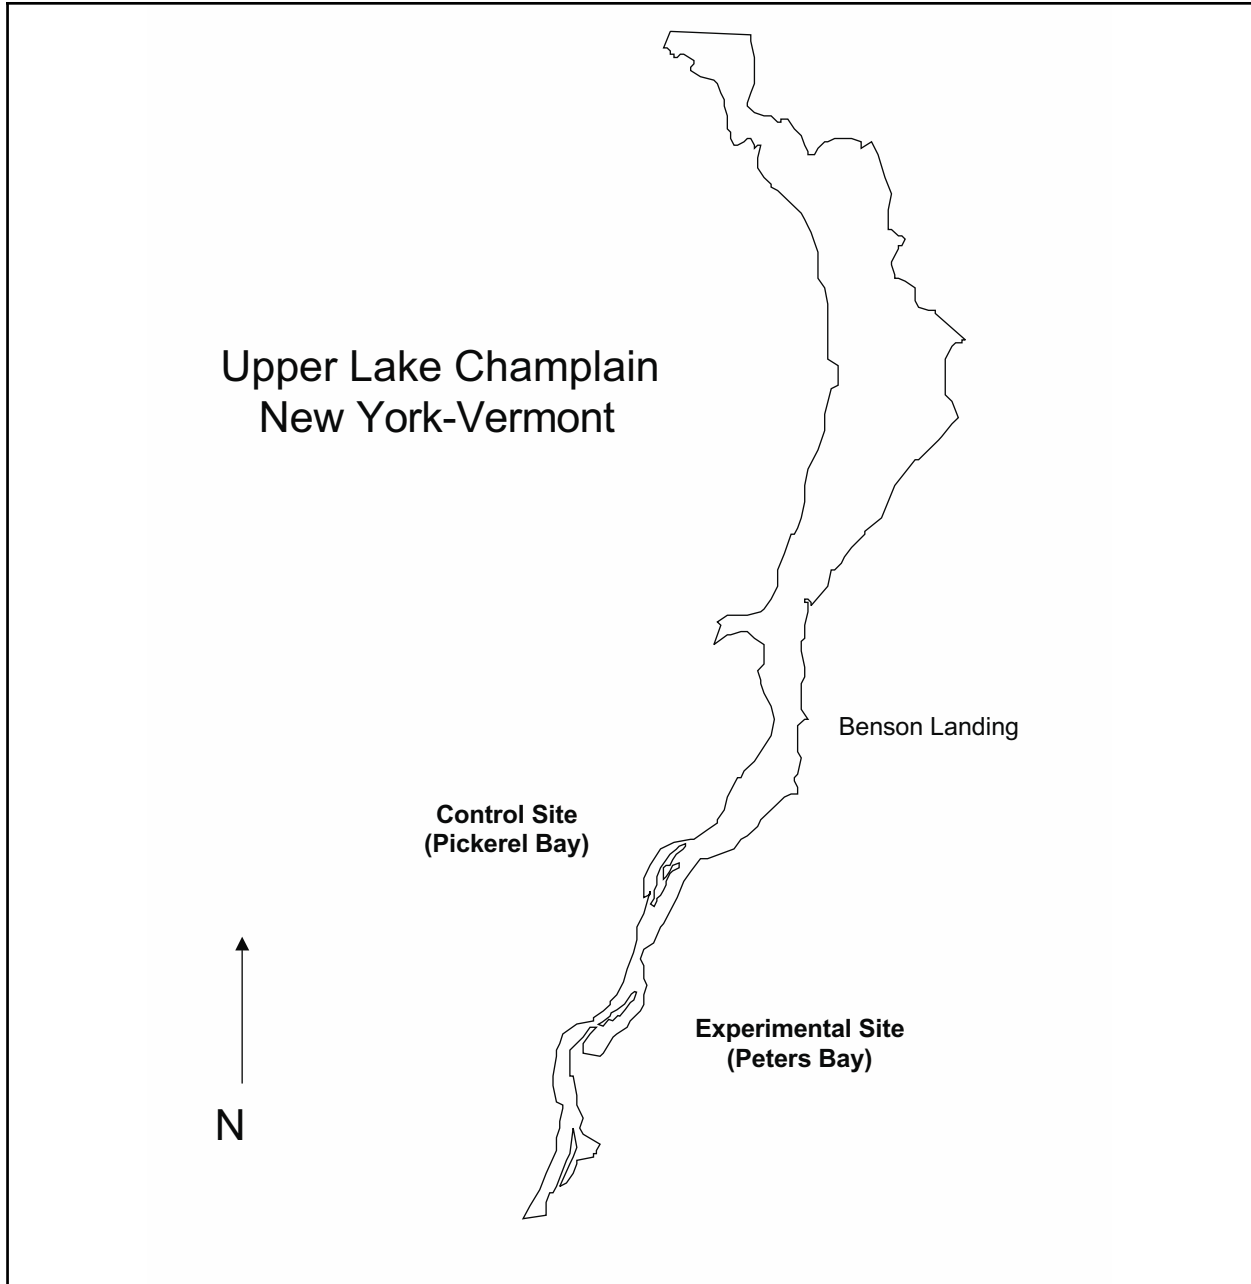 Upper Lake Champlain
New York-Vermont
Benson Landing
Control Site
(Pickerel Bay)
Experimental Site
(Peters Bay)
N